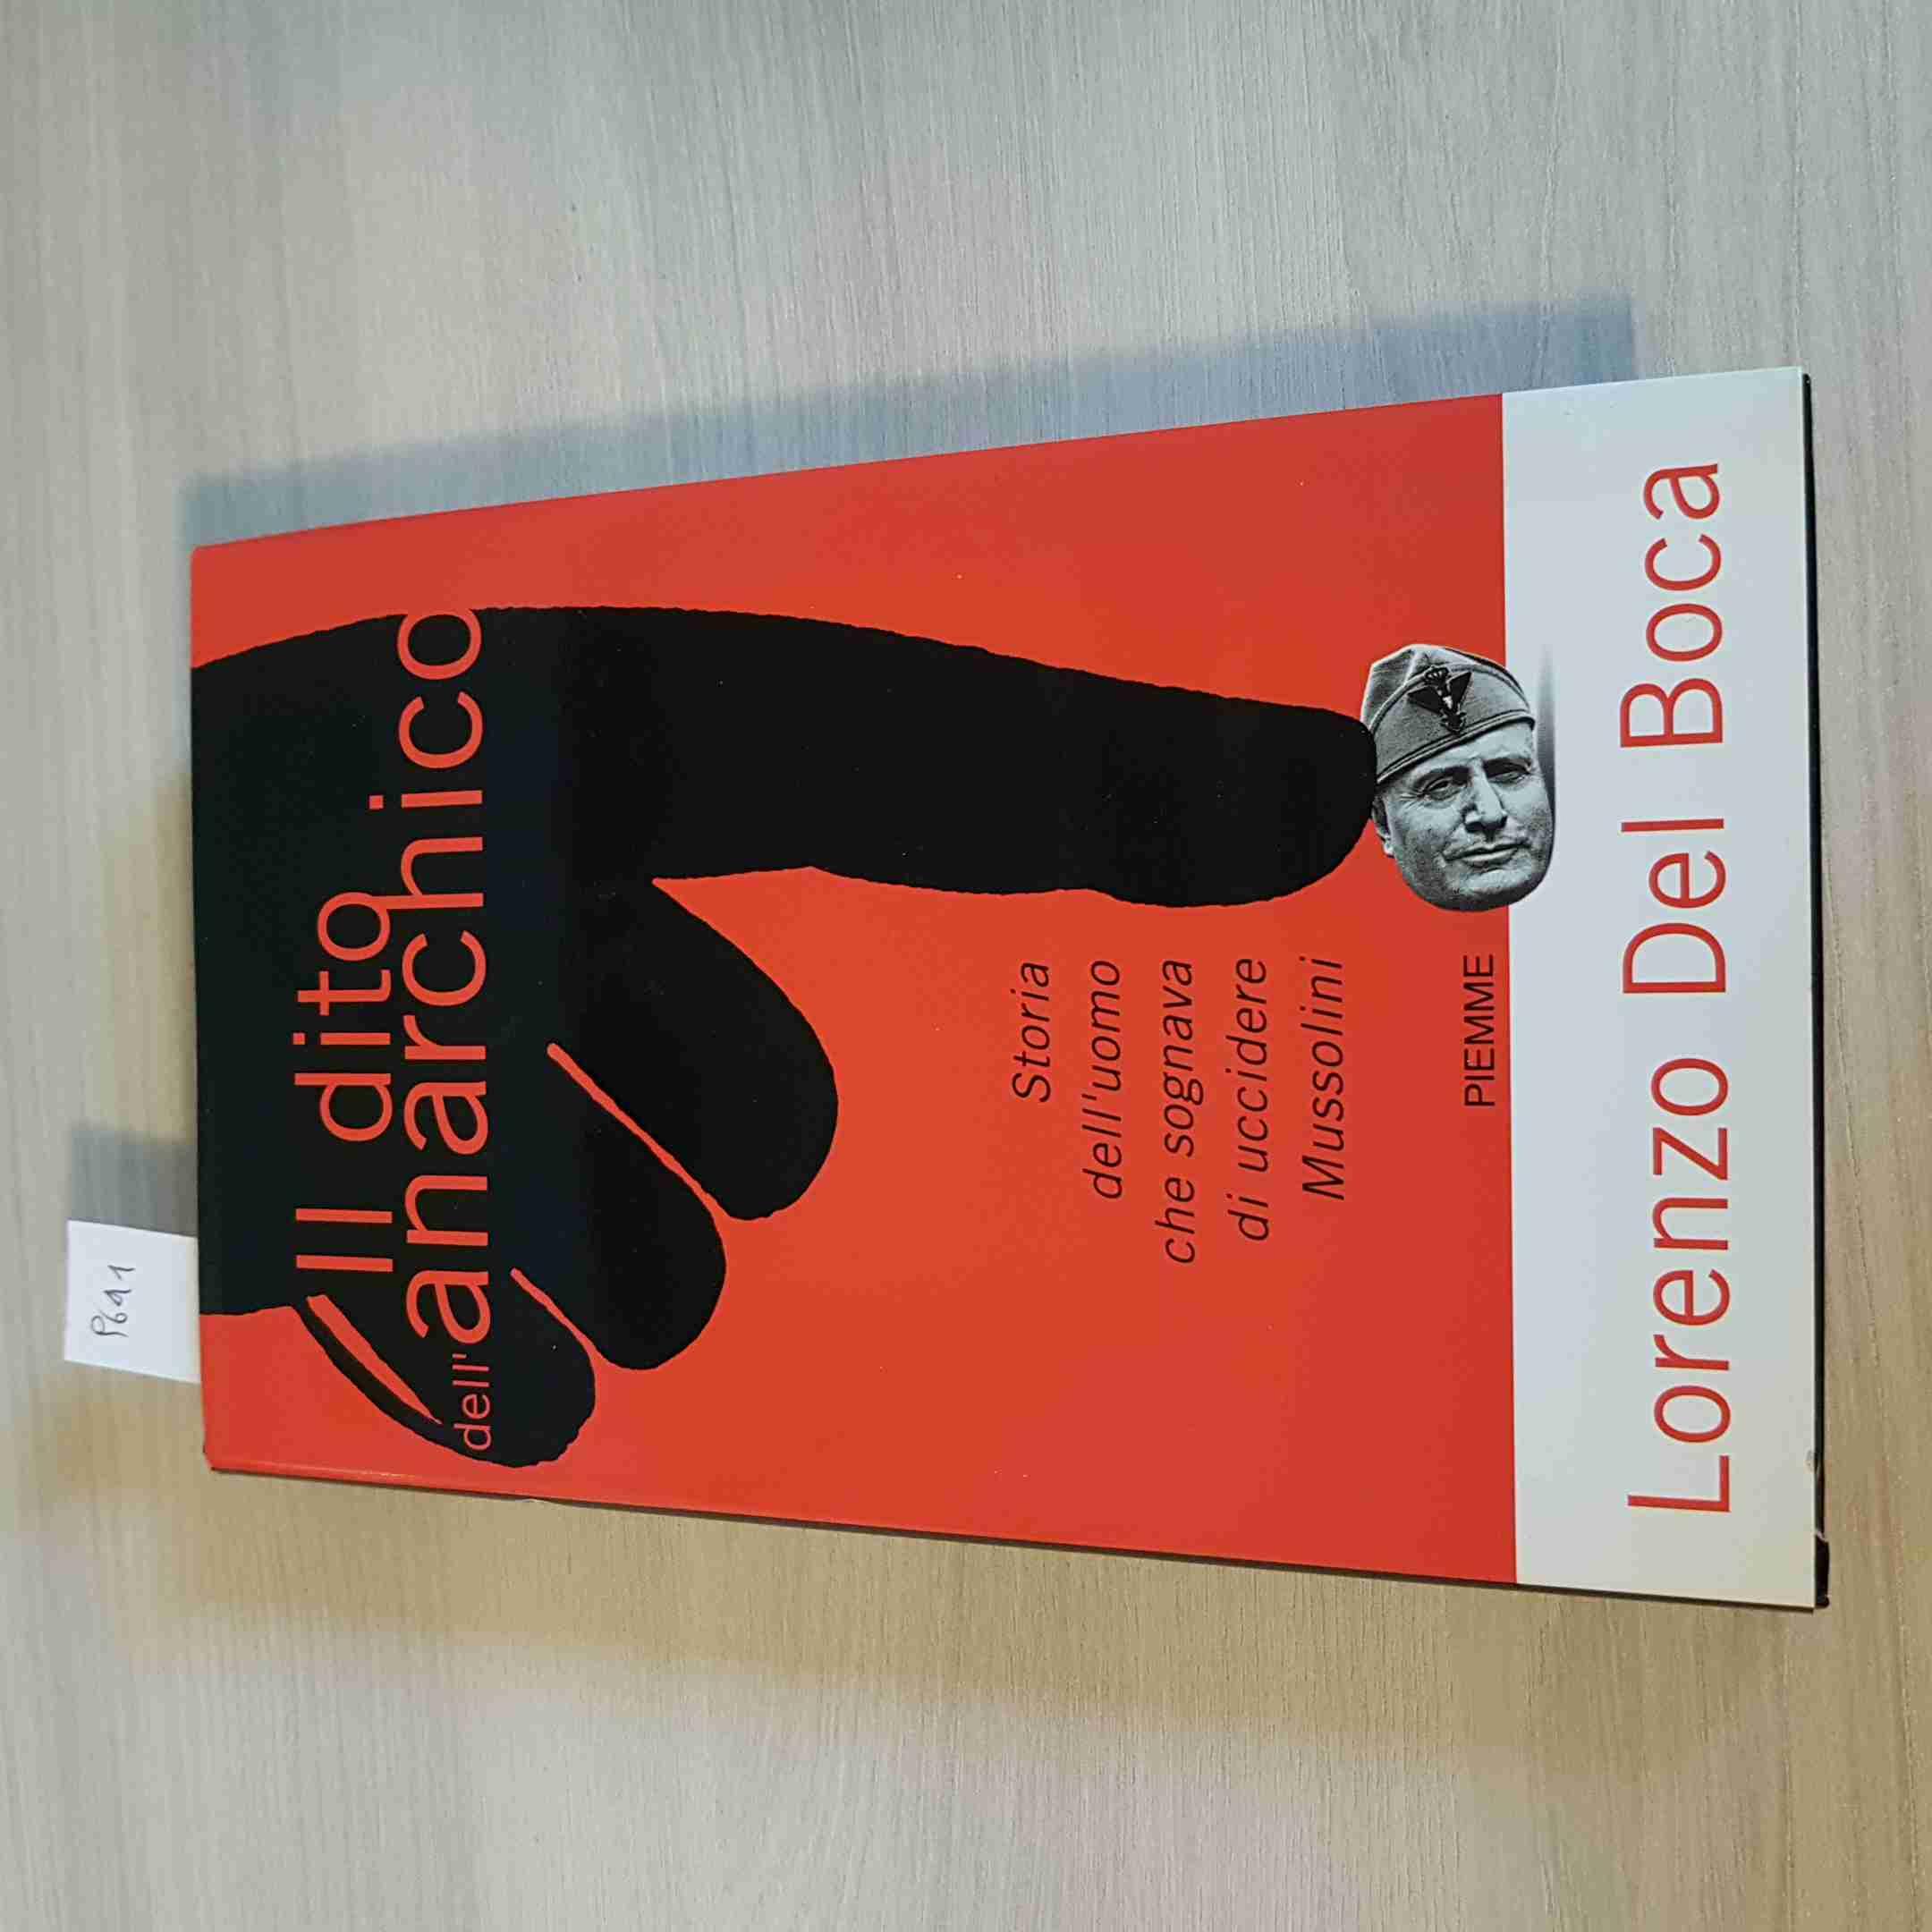 P691
Il dito
dell'anarchico
Storia
dell'uomo
che sognava
di uccidere
Mussolini
PIEMME
Lorenzo Del Boca